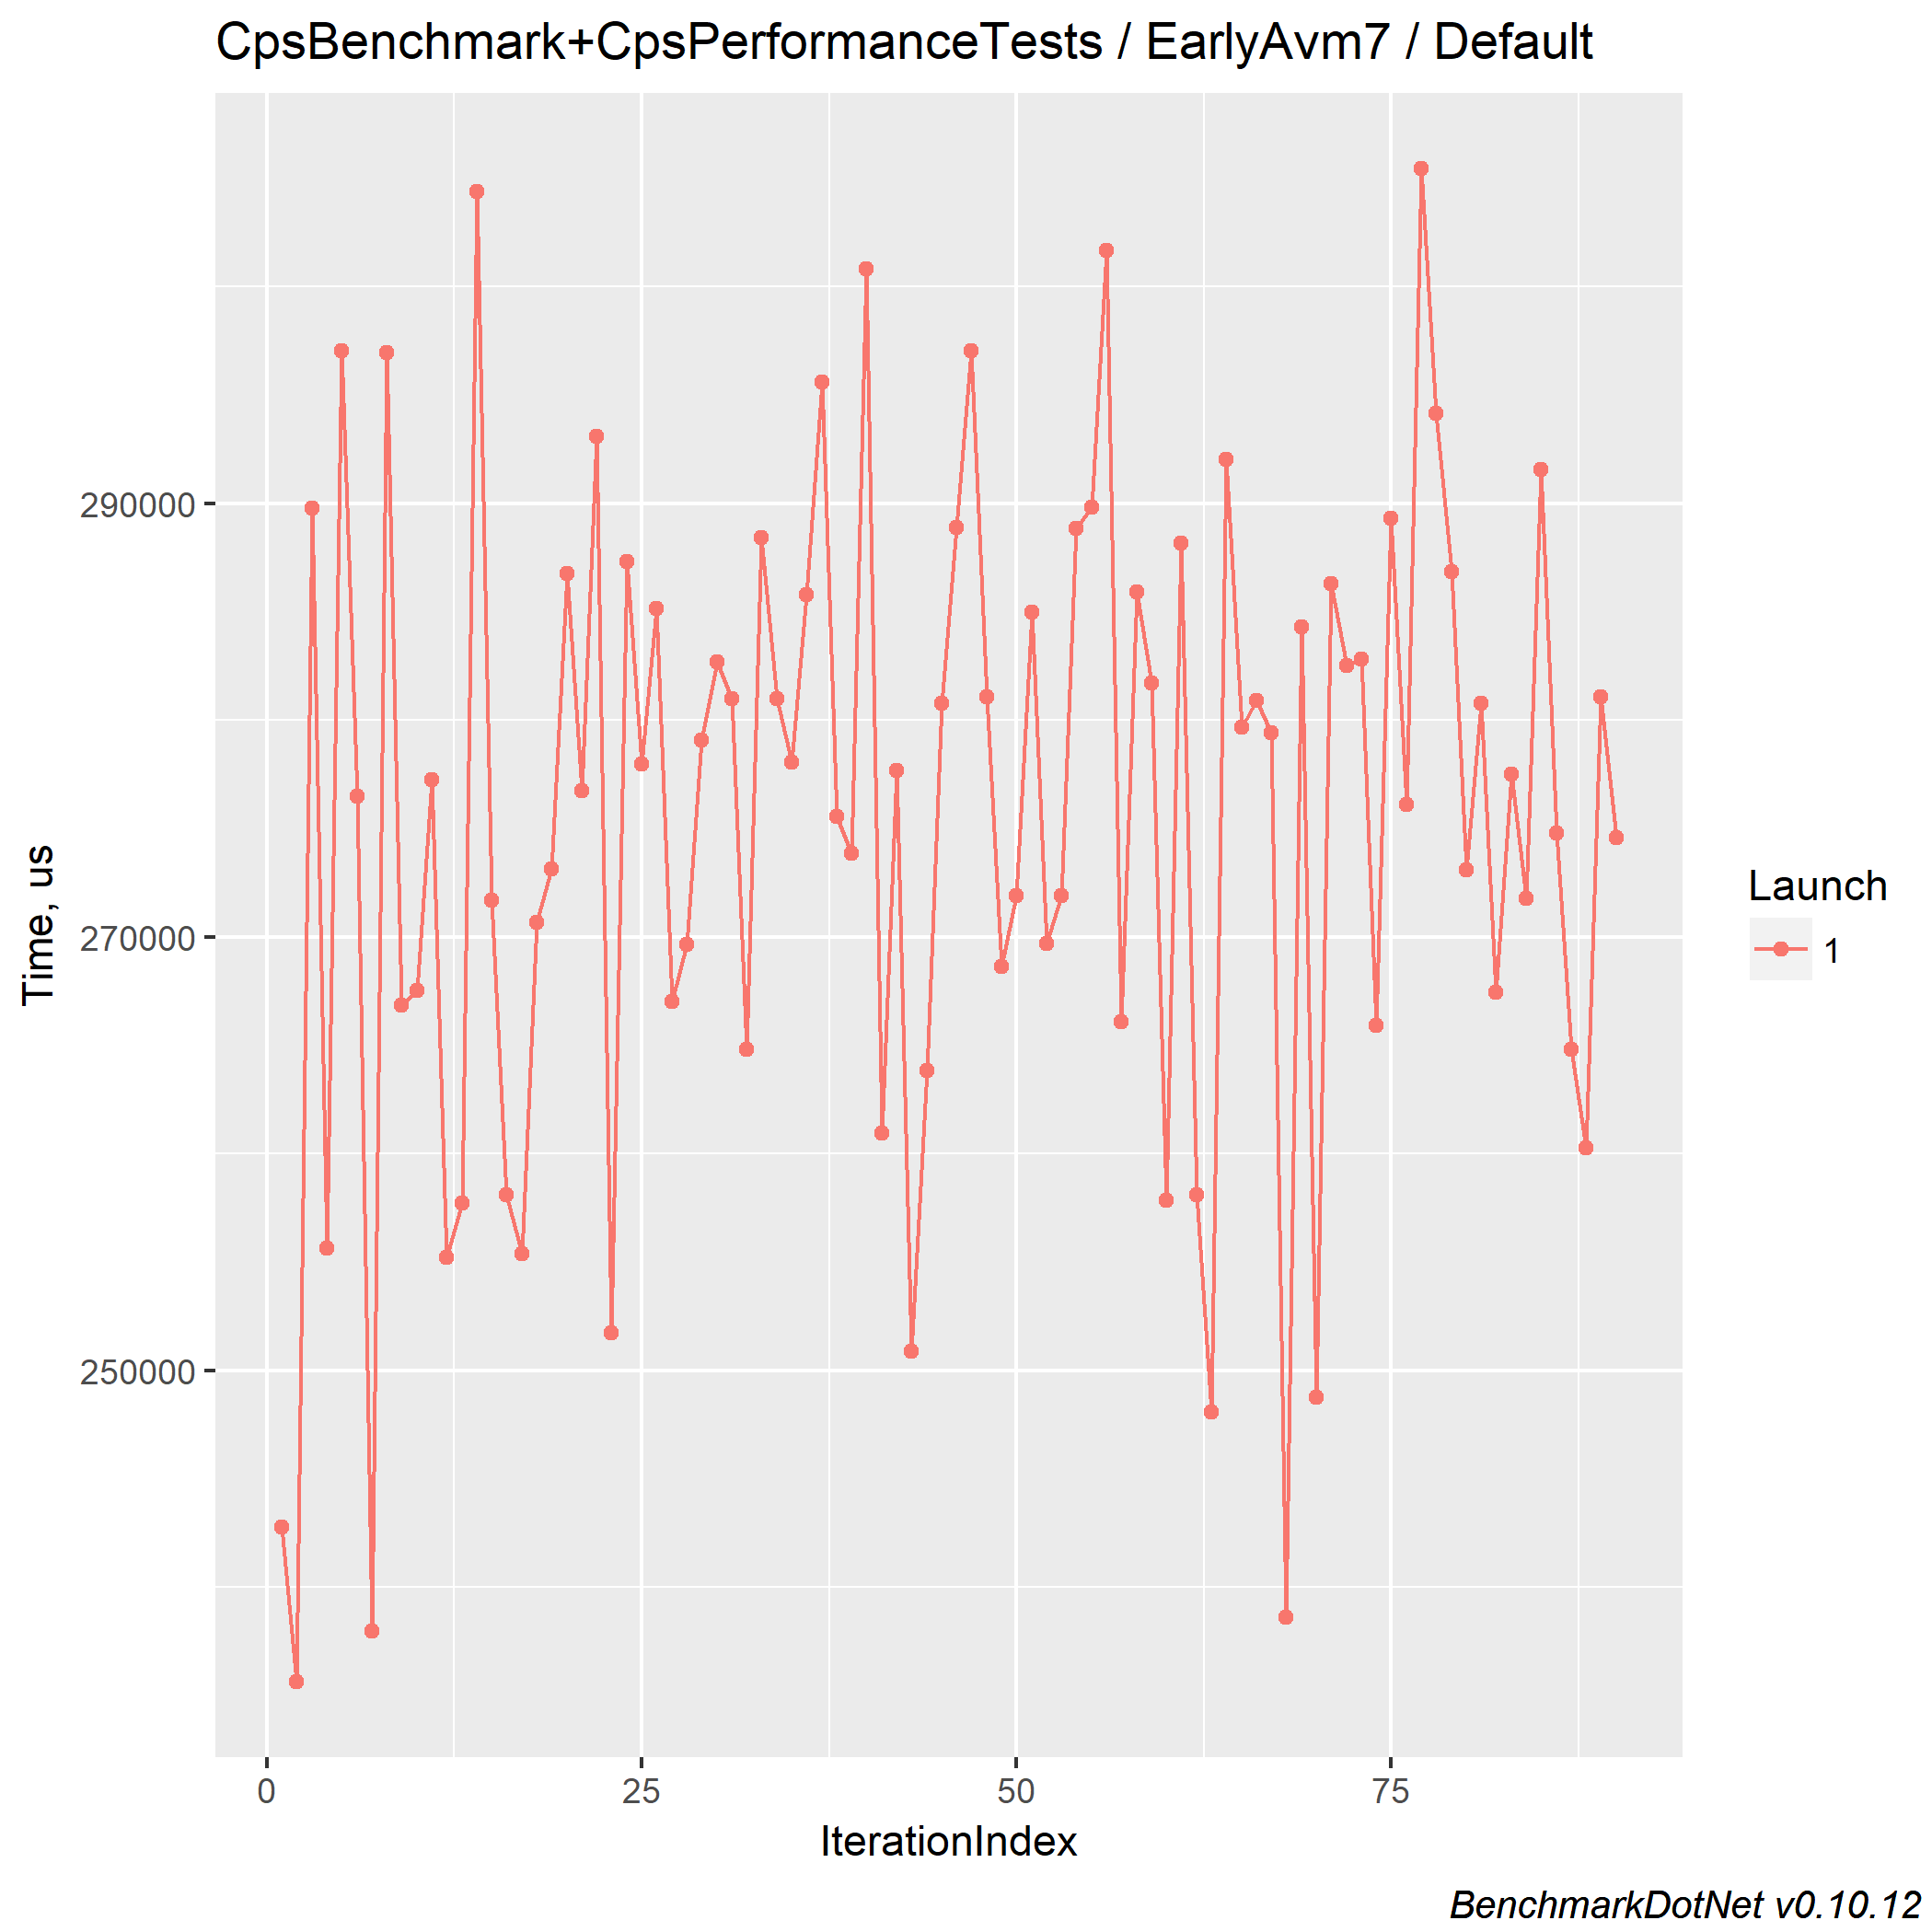 CpsBenchmark+CpsPerformanceTests / EarlyAvm7 / Default
290000
270000
250000
Time, us
0 25 50 75
IterationIndex
Launch
1
BenchmarkDotNet v0.10.12